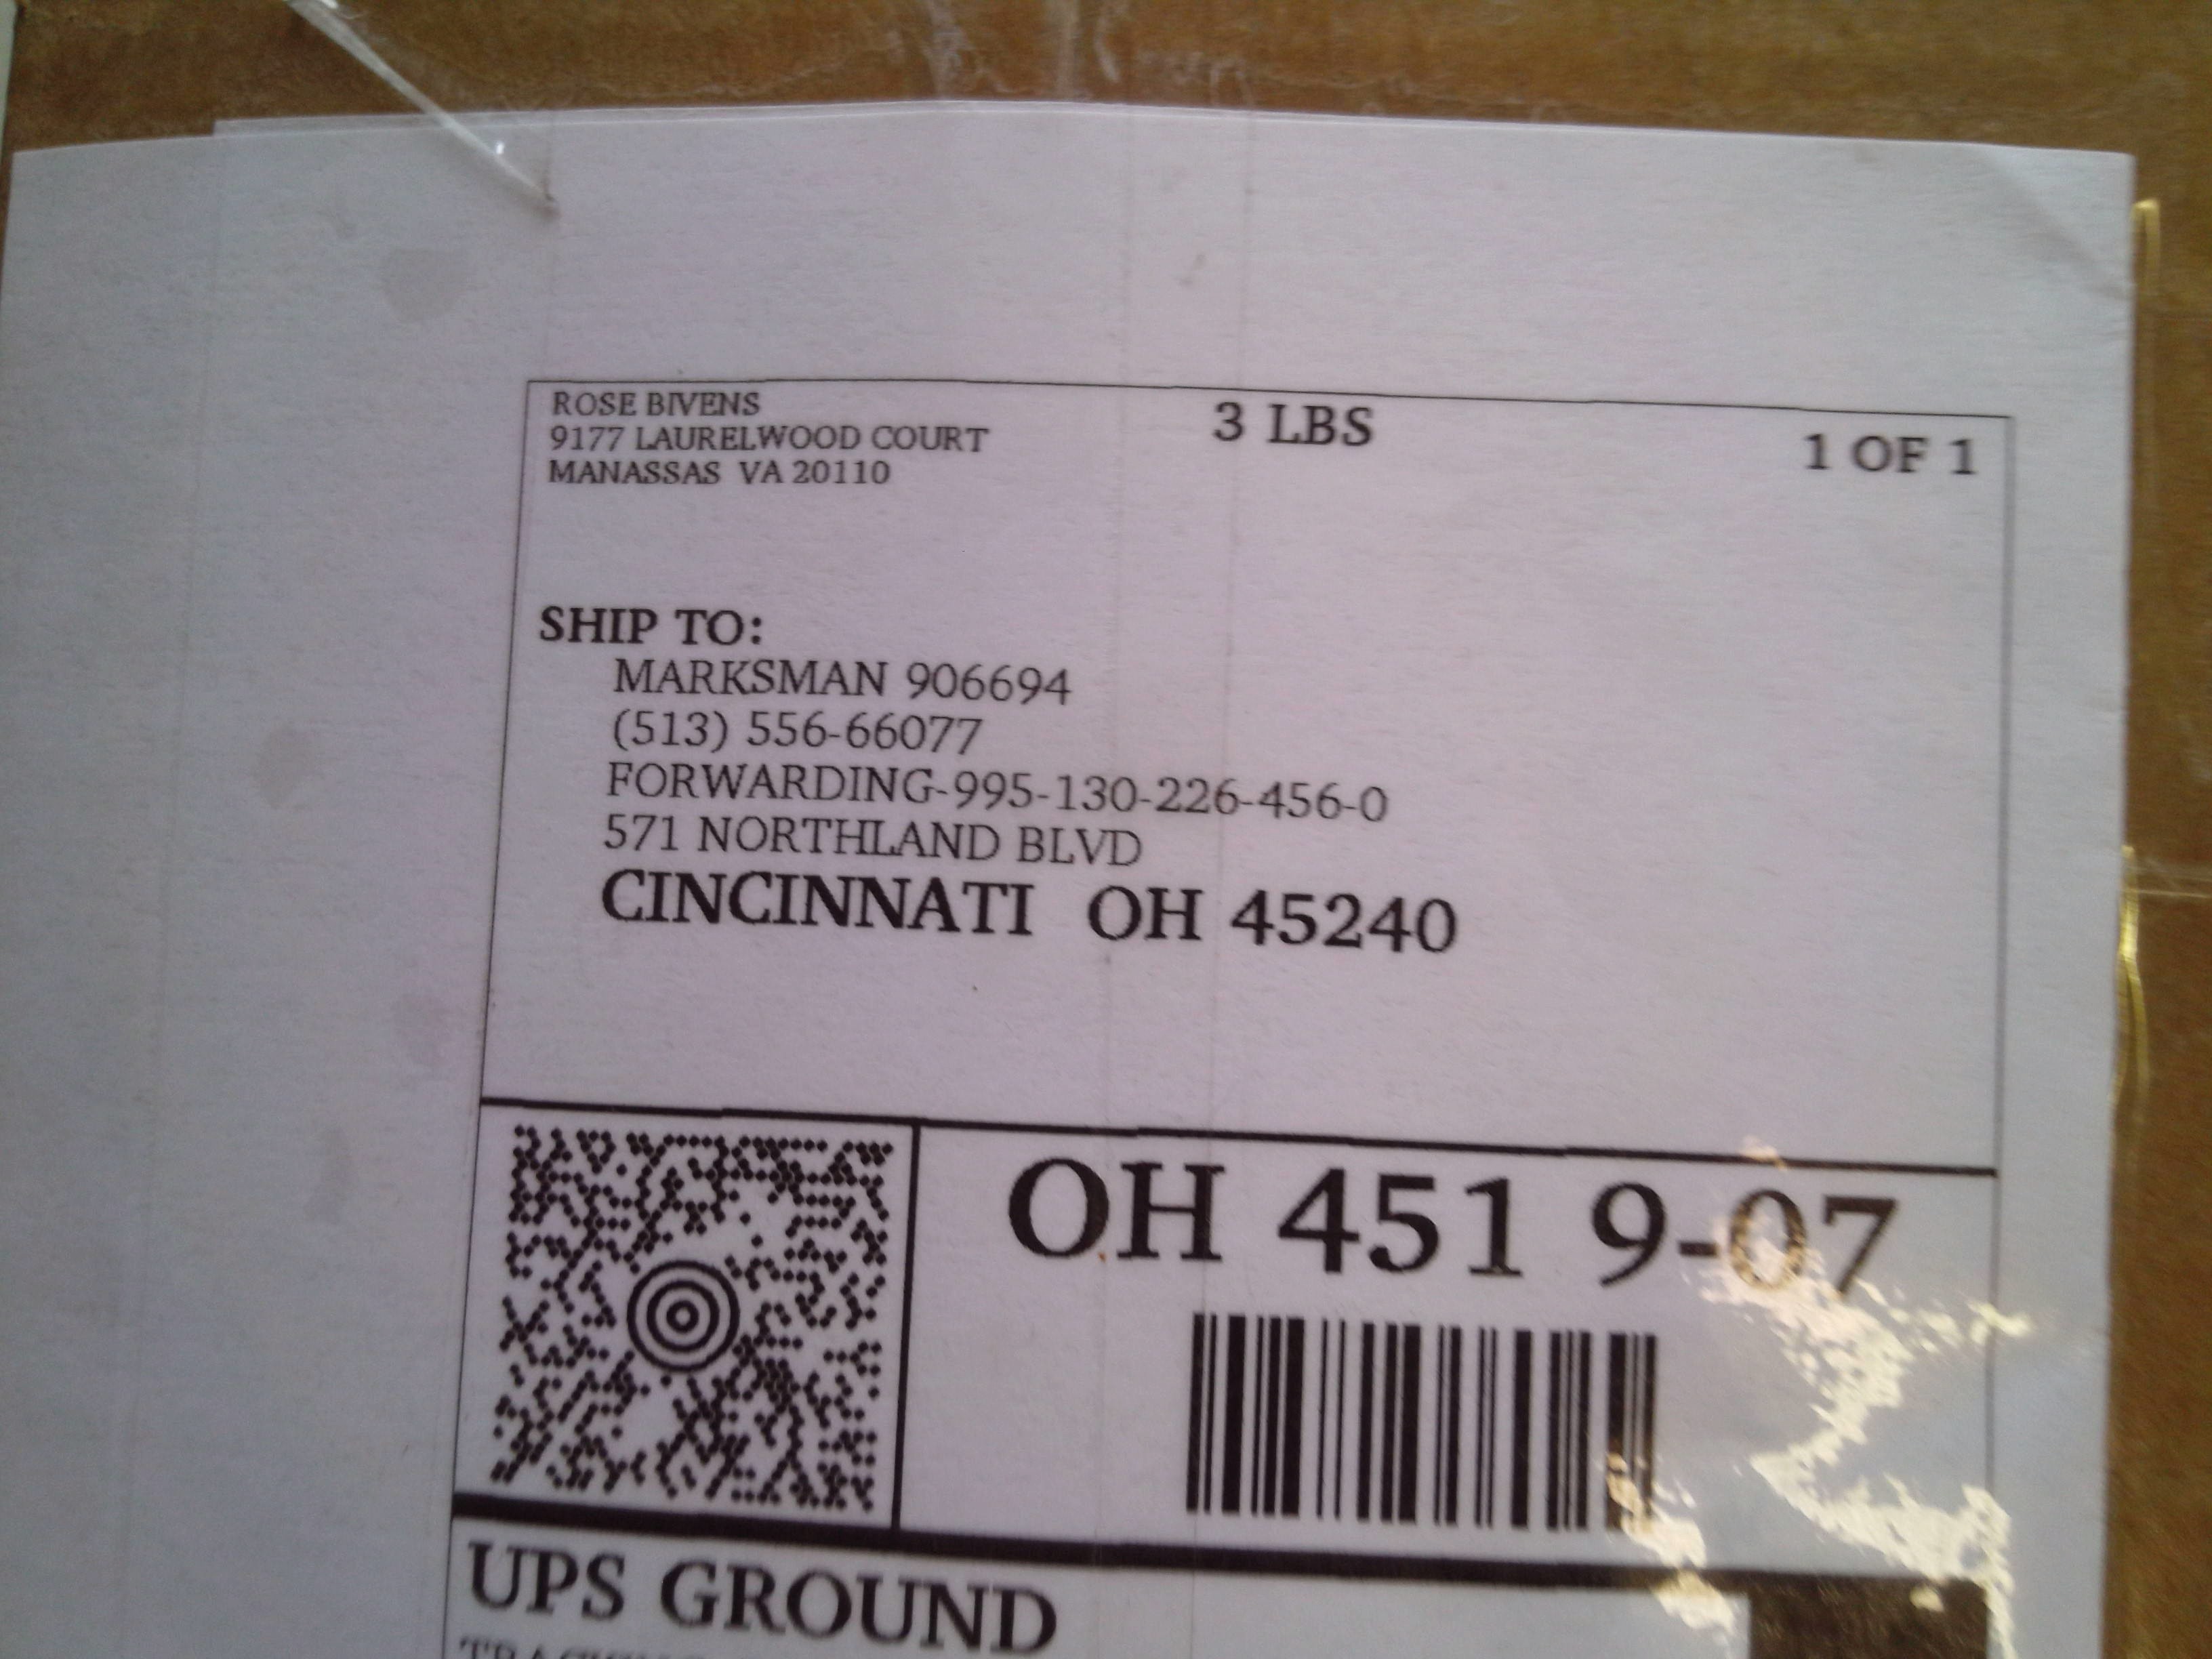 ROSE BIVENS
9177 LAURELWOOD COURT
MANASSAS VA 20110
3 LBS
1 OF 1
SHIP TO:
MARKSMAN 906694
(513) 556-66077
FORWARDING-995-130-226-456-0
571 NORTHLAND BLVD
CINCINNATI OH 45240
OH 451 9-07
UPS GROUND